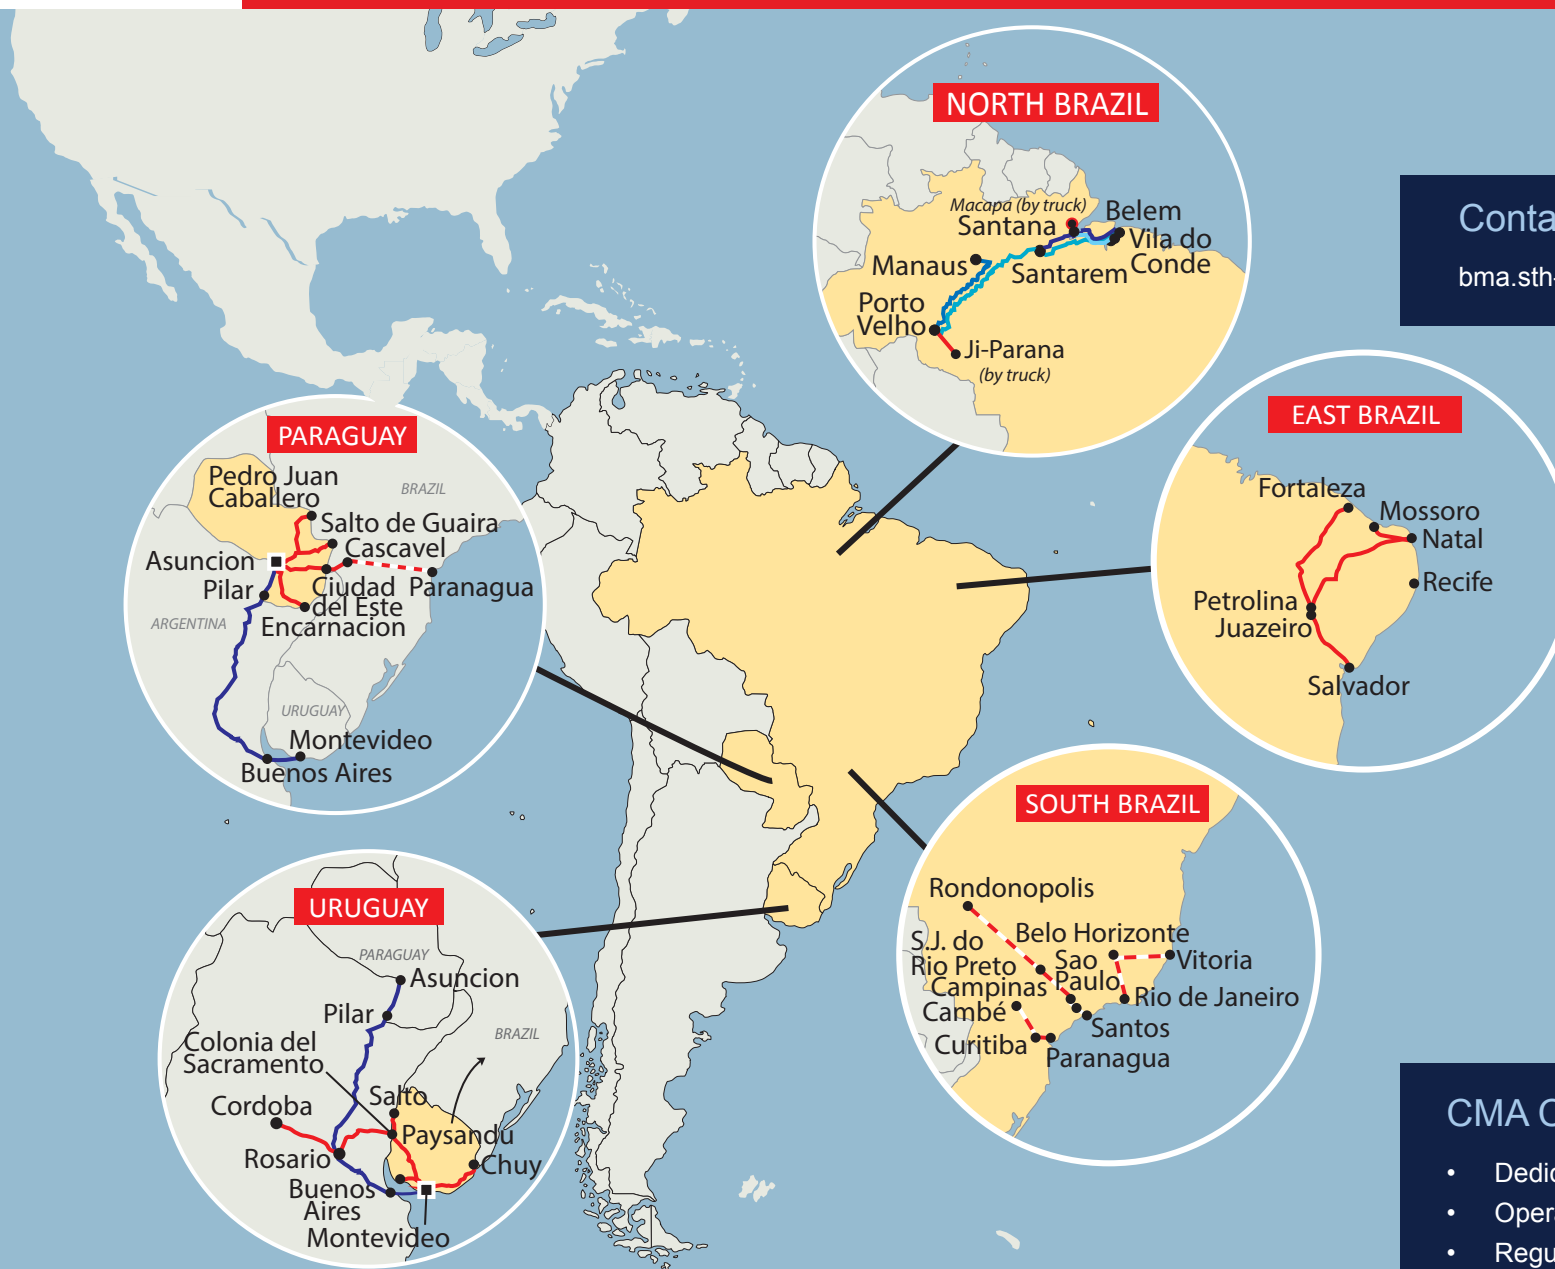 NORTH BRAZIL
Macapa (by truck)
Santana
Belem
Vila do
Conde
Manaus
Santarem
Porto
Velho
Ji-Parana
(by truck)
Conta
bma.sth-
EAST BRAZIL
Fortaleza
Mossoro
Natal
Recife
Petrolina
Juazeiro
Salvador
PARAGUAY
Pedro Juan
Caballero
BRAZIL
Salto de Guaira
Cascavel
Asuncion
Pilar
Ciudad
del Este
Paranagua
Encarnacion
ARGENTINA
URUGUAY
Montevideo
Buenos Aires
SOUTH BRAZIL
Rondonopolis
Belo Horizonte
S.J. do
Rio Preto
Sao
Paulo
Vitoria
Campinas
Rio de Janeiro
Cambé
Santos
Curitiba
Paranagua
URUGUAY
PARAGUAY
Asuncion
Pilar
BRAZIL
Colonia del
Sacramento
Salto
Cordoba
Paysandu
Rosario
Chuy
Buenos
Aires
Montevideo
CMA C
• Dedic
• Opera
• Regu